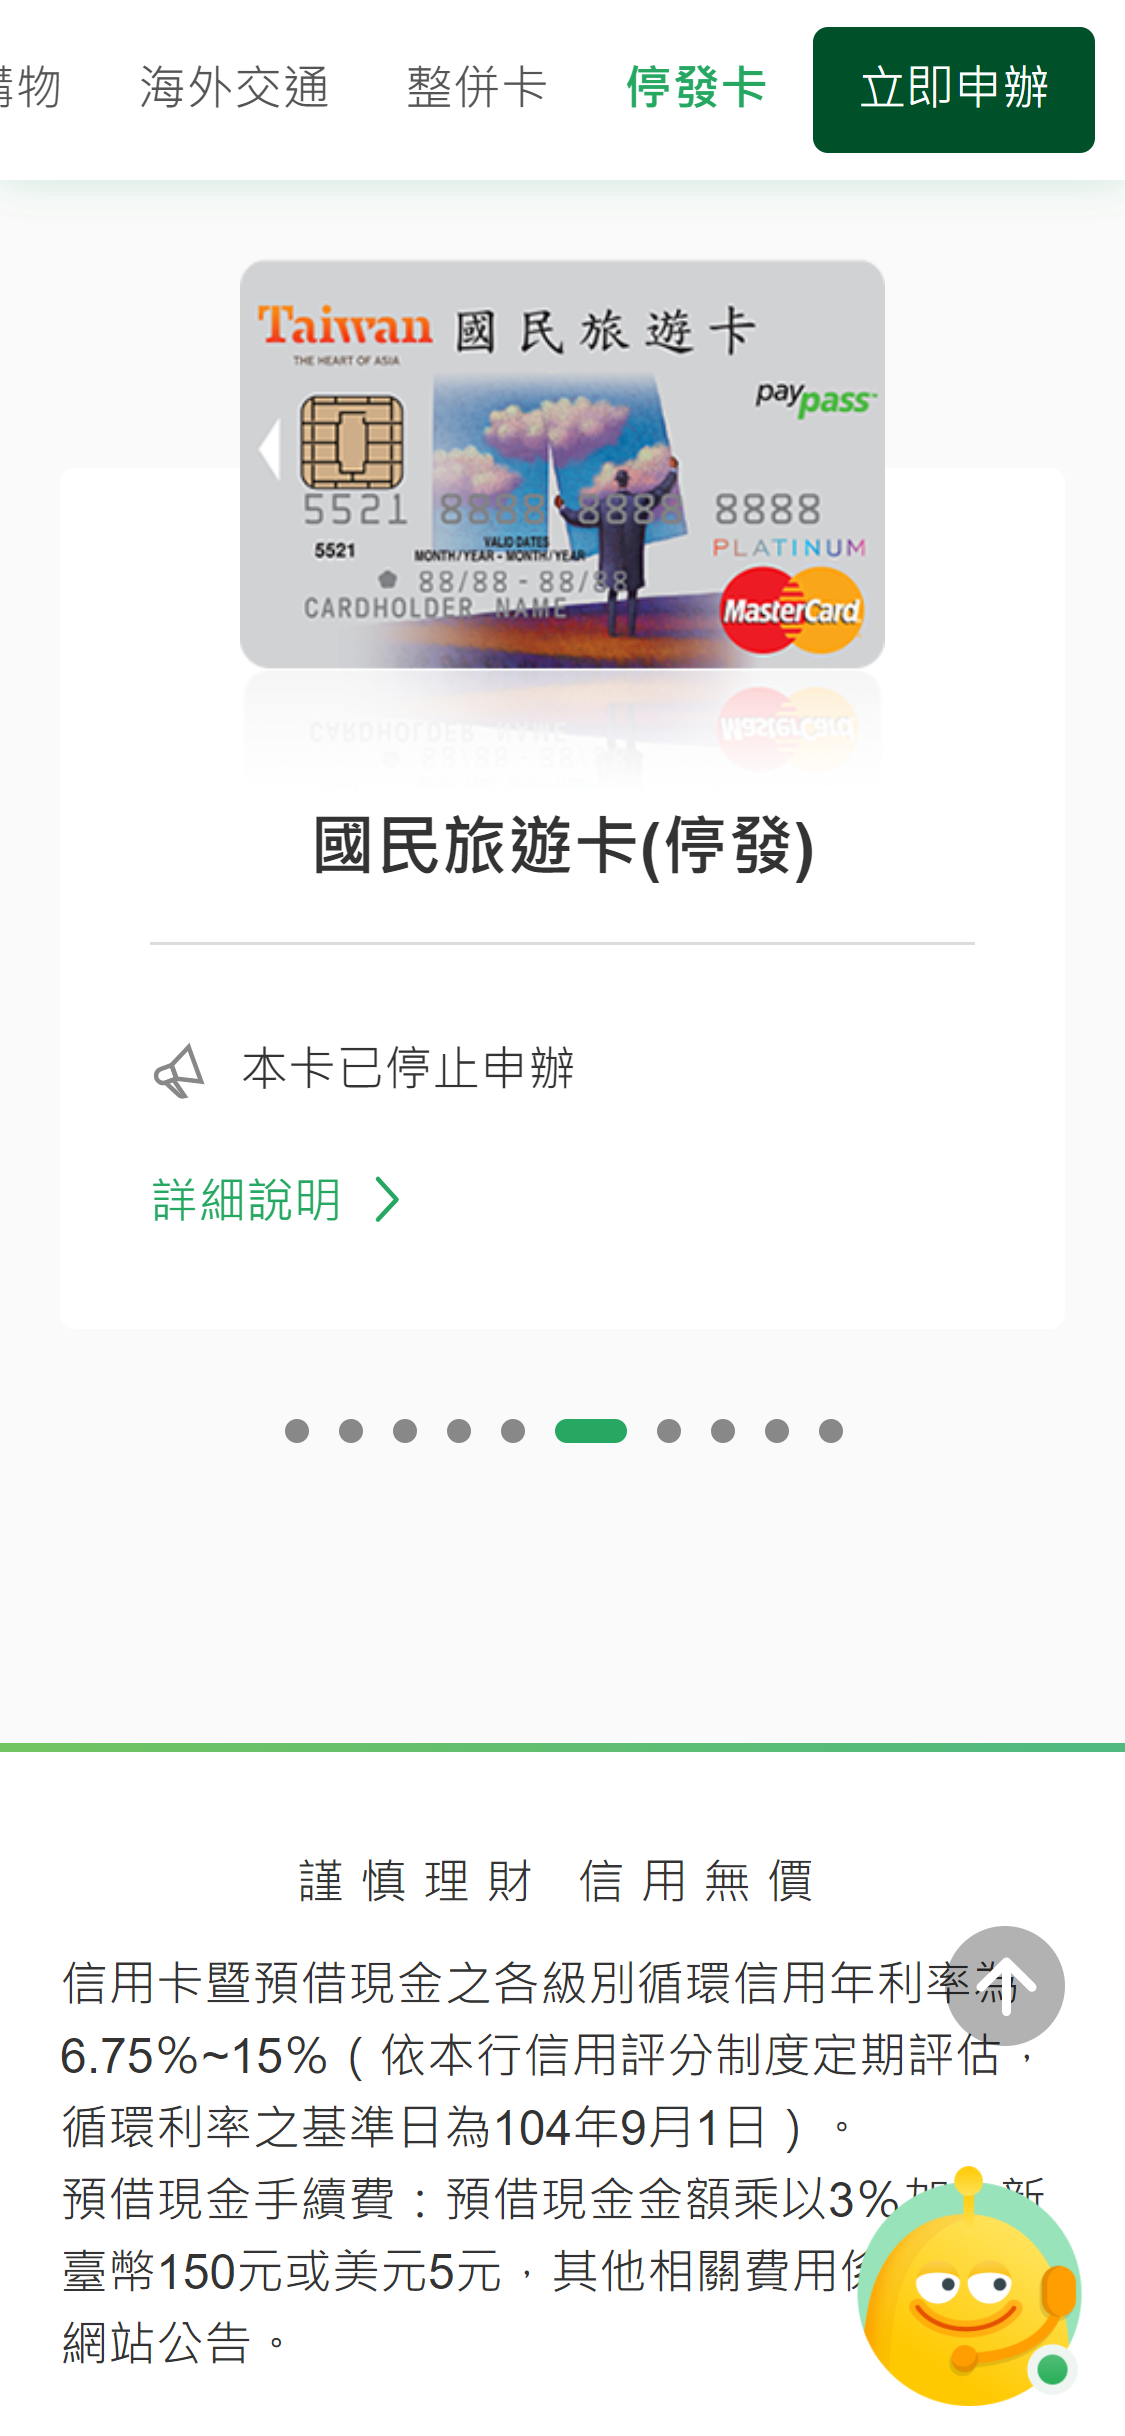 購物 海外交通 整併卡 停發卡 立即申辦
Taiwan 國民旅遊卡
THE HEART OF ASIA
paypass
5521 8888 8888 8888
5521 VALID DATES
MONTH/YEAR - MONTH/YEAR
PLATINUM
88/88 - 88/88
CARDHOLDER NAME
MasterCard
國民旅遊卡(停發)
本卡已停止申辦
詳細說明
謹慎理財 信用無價
信用卡暨預借現金之各級別循環信用年利率為
6.75%~15%（依本行信用評分制度定期評估，
循環利率之基準日為104年9月1日）。
預借現金手續費：預借現金金額乘以3%加 新
臺幣150元或美元5元，其他相關費用依
網站公告。